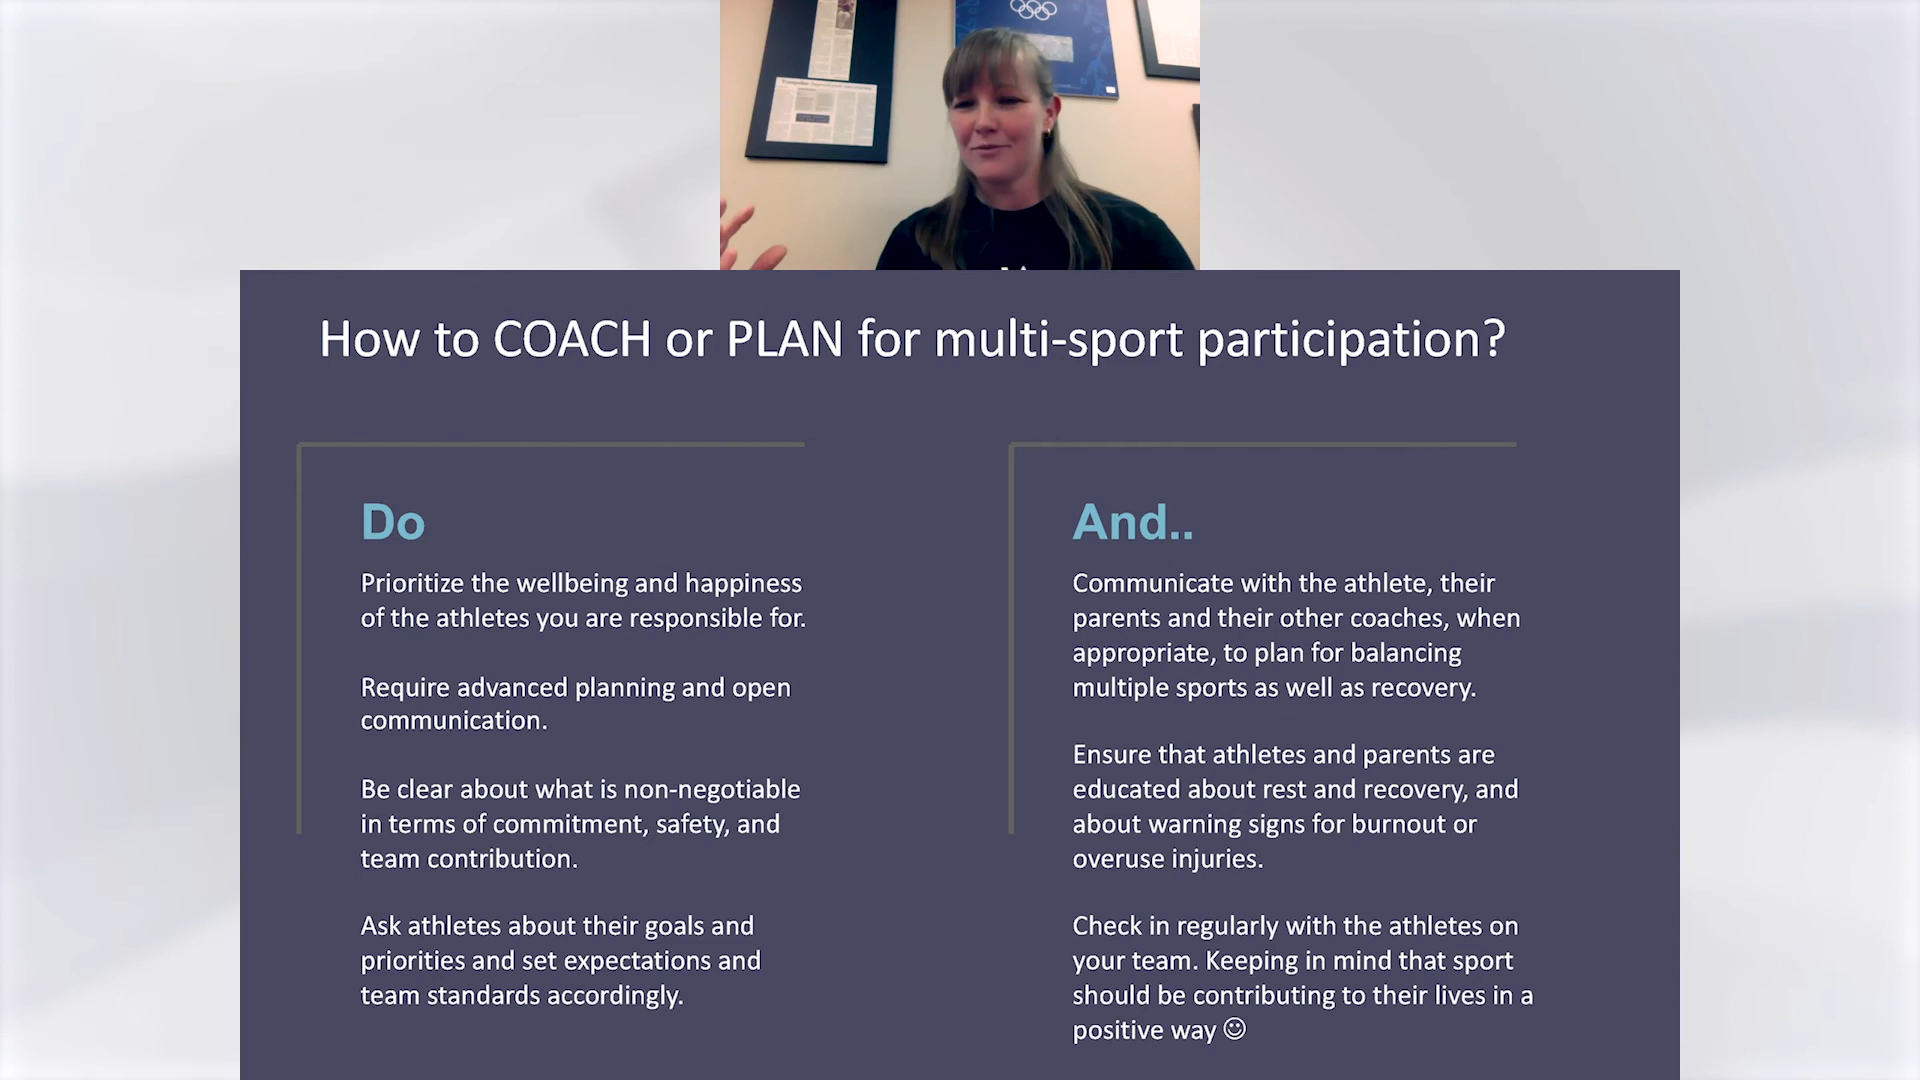 How to COACH or PLAN for multi-sport participation?
Do
Prioritize the wellbeing and happiness
of the athletes you are responsible for.
Require advanced planning and open
communication.
Be clear about what is non-negotiable
in terms of commitment, safety, and
team contribution.
Ask athletes about their goals and
priorities and set expectations and
team standards accordingly.
And..
Communicate with the athlete, their
parents and their other coaches, when
appropriate, to plan for balancing
multiple sports as well as recovery.
Ensure that athletes and parents are
educated about rest and recovery, and
about warning signs for burnout or
overuse injuries.
Check in regularly with the athletes on
your team. Keeping in mind that sport
should be contributing to their lives in a
positive way ☺